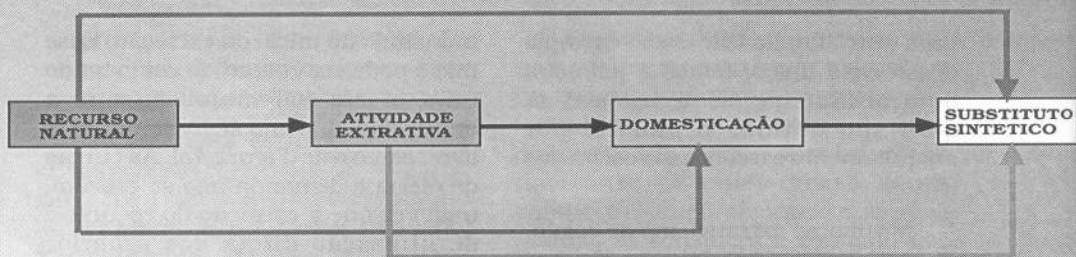 RECURSO
NATURAL
ATIVIDADE
EXTRATIVA
DOMESTICAÇÃO
SUBSTITUTO
SINTETICO